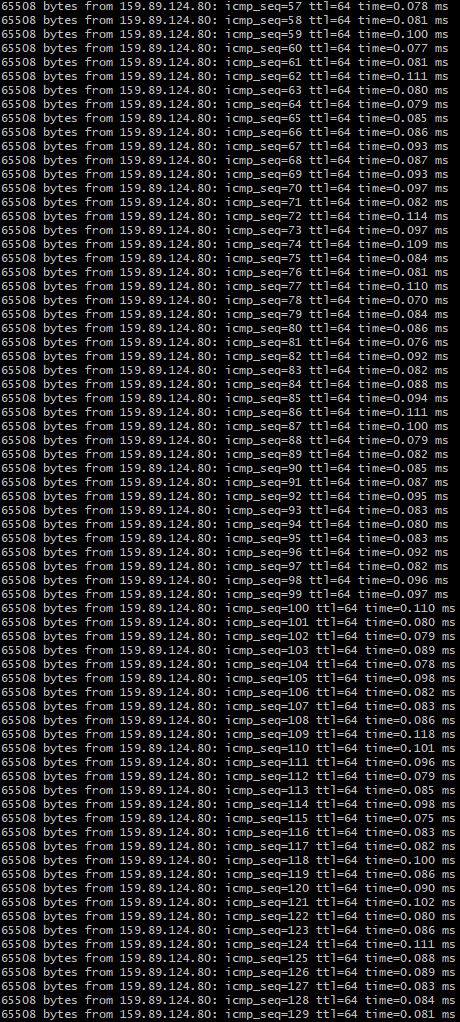 65508 bytes from 159.89.124.80: icmp_seq=57 ttl=64 time=0.078 ms
65508 bytes from 159.89.124.80: icmp_seq=58 ttl=64 time=0.081 ms
65508 bytes from 159.89.124.80: icmp_seq=59 ttl=64 time=0.100 ms
65508 bytes from 159.89.124.80: icmp_seq=60 ttl=64 time=0.077 ms
65508 bytes from 159.89.124.80: icmp_seq=61 ttl=64 time=0.081 ms
65508 bytes from 159.89.124.80: icmp_seq=62 ttl=64 time=0.111 ms
65508 bytes from 159.89.124.80: icmp_seq=63 ttl=64 time=0.080 ms
65508 bytes from 159.89.124.80: icmp_seq=64 ttl=64 time=0.079 ms
65508 bytes from 159.89.124.80: icmp_seq=65 ttl=64 time=0.085 ms
65508 bytes from 159.89.124.80: icmp_seq=66 ttl=64 time=0.086 ms
65508 bytes from 159.89.124.80: icmp_seq=67 ttl=64 time=0.093 ms
65508 bytes from 159.89.124.80: icmp_seq=68 ttl=64 time=0.087 ms
65508 bytes from 159.89.124.80: icmp_seq=69 ttl=64 time=0.093 ms
65508 bytes from 159.89.124.80: icmp_seq=70 ttl=64 time=0.097 ms
65508 bytes from 159.89.124.80: icmp_seq=71 ttl=64 time=0.082 ms
65508 bytes from 159.89.124.80: icmp_seq=72 ttl=64 time=0.114 ms
65508 bytes from 159.89.124.80: icmp_seq=73 ttl=64 time=0.097 ms
65508 bytes from 159.89.124.80: icmp_seq=74 ttl=64 time=0.109 ms
65508 bytes from 159.89.124.80: icmp_seq=75 ttl=64 time=0.084 ms
65508 bytes from 159.89.124.80: icmp_seq=76 ttl=64 time=0.081 ms
65508 bytes from 159.89.124.80: icmp_seq=77 ttl=64 time=0.110 ms
65508 bytes from 159.89.124.80: icmp_seq=78 ttl=64 time=0.070 ms
65508 bytes from 159.89.124.80: icmp_seq=79 ttl=64 time=0.084 ms
65508 bytes from 159.89.124.80: icmp_seq=80 ttl=64 time=0.086 ms
65508 bytes from 159.89.124.80: icmp_seq=81 ttl=64 time=0.076 ms
65508 bytes from 159.89.124.80: icmp_seq=82 ttl=64 time=0.092 ms
65508 bytes from 159.89.124.80: icmp_seq=83 ttl=64 time=0.082 ms
65508 bytes from 159.89.124.80: icmp_seq=84 ttl=64 time=0.088 ms
65508 bytes from 159.89.124.80: icmp_seq=85 ttl=64 time=0.094 ms
65508 bytes from 159.89.124.80: icmp_seq=86 ttl=64 time=0.111 ms
65508 bytes from 159.89.124.80: icmp_seq=87 ttl=64 time=0.100 ms
65508 bytes from 159.89.124.80: icmp_seq=88 ttl=64 time=0.079 ms
65508 bytes from 159.89.124.80: icmp_seq=89 ttl=64 time=0.082 ms
65508 bytes from 159.89.124.80: icmp_seq=90 ttl=64 time=0.085 ms
65508 bytes from 159.89.124.80: icmp_seq=91 ttl=64 time=0.087 ms
65508 bytes from 159.89.124.80: icmp_seq=92 ttl=64 time=0.095 ms
65508 bytes from 159.89.124.80: icmp_seq=93 ttl=64 time=0.083 ms
65508 bytes from 159.89.124.80: icmp_seq=94 ttl=64 time=0.080 ms
65508 bytes from 159.89.124.80: icmp_seq=95 ttl=64 time=0.083 ms
65508 bytes from 159.89.124.80: icmp_seq=96 ttl=64 time=0.092 ms
65508 bytes from 159.89.124.80: icmp_seq=97 ttl=64 time=0.082 ms
65508 bytes from 159.89.124.80: icmp_seq=98 ttl=64 time=0.096 ms
65508 bytes from 159.89.124.80: icmp_seq=99 ttl=64 time=0.097 ms
65508 bytes from 159.89.124.80: icmp_seq=100 ttl=64 time=0.110 ms
65508 bytes from 159.89.124.80: icmp_seq=101 ttl=64 time=0.080 ms
65508 bytes from 159.89.124.80: icmp_seq=102 ttl=64 time=0.079 ms
65508 bytes from 159.89.124.80: icmp_seq=103 ttl=64 time=0.089 ms
65508 bytes from 159.89.124.80: icmp_seq=104 ttl=64 time=0.078 ms
65508 bytes from 159.89.124.80: icmp_seq=105 ttl=64 time=0.098 ms
65508 bytes from 159.89.124.80: icmp_seq=106 ttl=64 time=0.082 ms
65508 bytes from 159.89.124.80: icmp_seq=107 ttl=64 time=0.083 ms
65508 bytes from 159.89.124.80: icmp_seq=108 ttl=64 time=0.086 ms
65508 bytes from 159.89.124.80: icmp_seq=109 ttl=64 time=0.118 ms
65508 bytes from 159.89.124.80: icmp_seq=110 ttl=64 time=0.101 ms
65508 bytes from 159.89.124.80: icmp_seq=111 ttl=64 time=0.096 ms
65508 bytes from 159.89.124.80: icmp_seq=112 ttl=64 time=0.079 ms
65508 bytes from 159.89.124.80: icmp_seq=113 ttl=64 time=0.085 ms
65508 bytes from 159.89.124.80: icmp_seq=114 ttl=64 time=0.098 ms
65508 bytes from 159.89.124.80: icmp_seq=115 ttl=64 time=0.075 ms
65508 bytes from 159.89.124.80: icmp_seq=116 ttl=64 time=0.083 ms
65508 bytes from 159.89.124.80: icmp_seq=117 ttl=64 time=0.082 ms
65508 bytes from 159.89.124.80: icmp_seq=118 ttl=64 time=0.100 ms
65508 bytes from 159.89.124.80: icmp_seq=119 ttl=64 time=0.086 ms
65508 bytes from 159.89.124.80: icmp_seq=120 ttl=64 time=0.090 ms
65508 bytes from 159.89.124.80: icmp_seq=121 ttl=64 time=0.102 ms
65508 bytes from 159.89.124.80: icmp_seq=122 ttl=64 time=0.080 ms
65508 bytes from 159.89.124.80: icmp_seq=123 ttl=64 time=0.086 ms
65508 bytes from 159.89.124.80: icmp_seq=124 ttl=64 time=0.111 ms
65508 bytes from 159.89.124.80: icmp_seq=125 ttl=64 time=0.088 ms
65508 bytes from 159.89.124.80: icmp_seq=126 ttl=64 time=0.089 ms
65508 bytes from 159.89.124.80: icmp_seq=127 ttl=64 time=0.083 ms
65508 bytes from 159.89.124.80: icmp_seq=128 ttl=64 time=0.084 ms
65508 bytes from 159.89.124.80: icmp_seq=129 ttl=64 time=0.081 ms